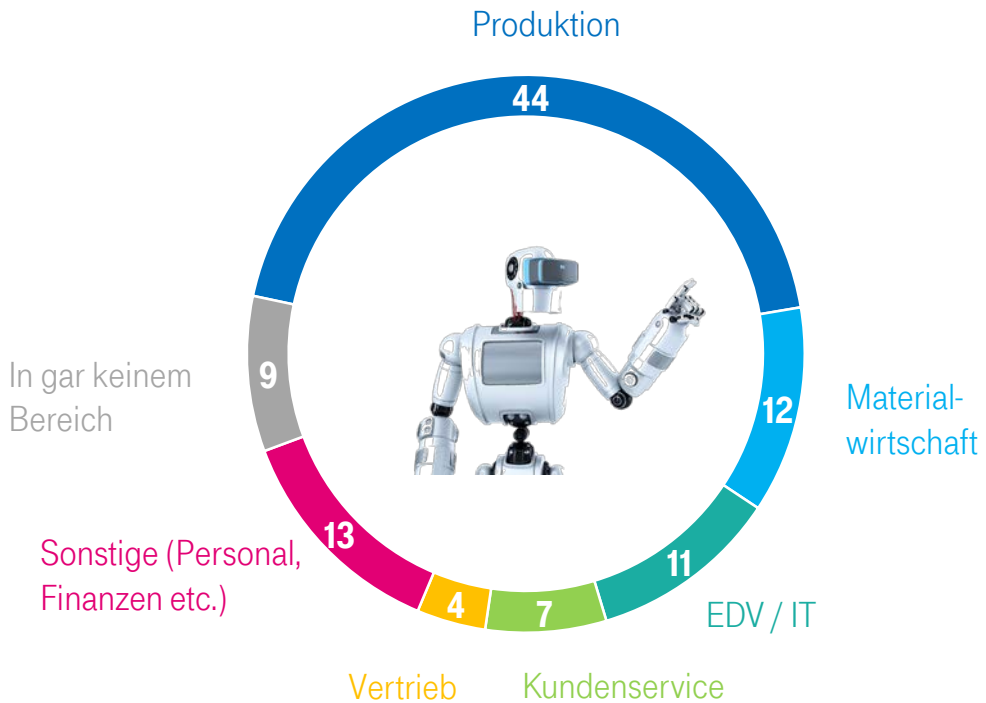 Produktion
44
Material-
wirtschaft
12
EDV / IT
11
Kundenservice
7
Vertrieb
4
Sonstige (Personal,
Finanzen etc.)
13
In gar keinem
Bereich
9